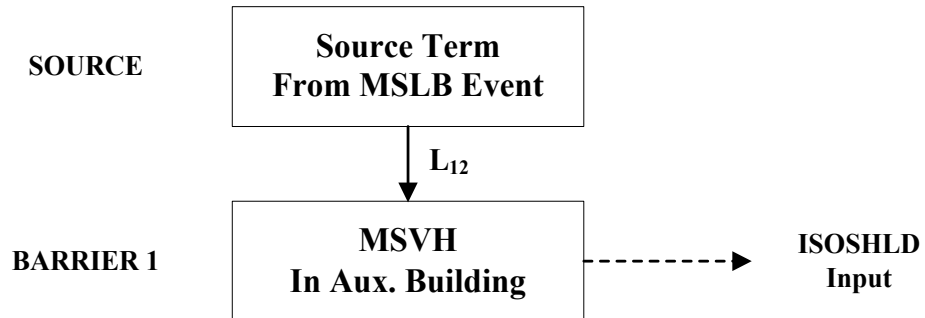 SOURCE
Source Term
From MSLB Event
L12
BARRIER 1
MSVH
In Aux. Building
ISOSHLD
Input